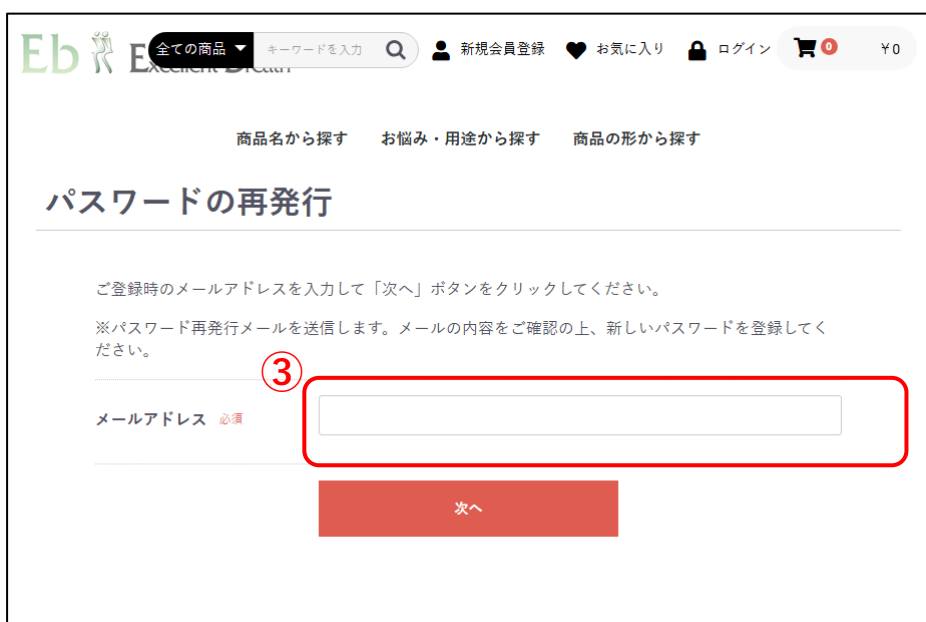 Eb
全ての商品
キーワードを入力
新規会員登録
お気に入り
ログイン
0
¥0
商品名から探す お悩み・用途から探す 商品の形から探す
パスワードの再発行
ご登録時のメールアドレスを入力して「次へ」ボタンをクリックしてください。
※パスワード再発行メールを送信します。メールの内容をご確認の上、新しいパスワードを登録してく
ださい。
③
メールアドレス 必須
次へ